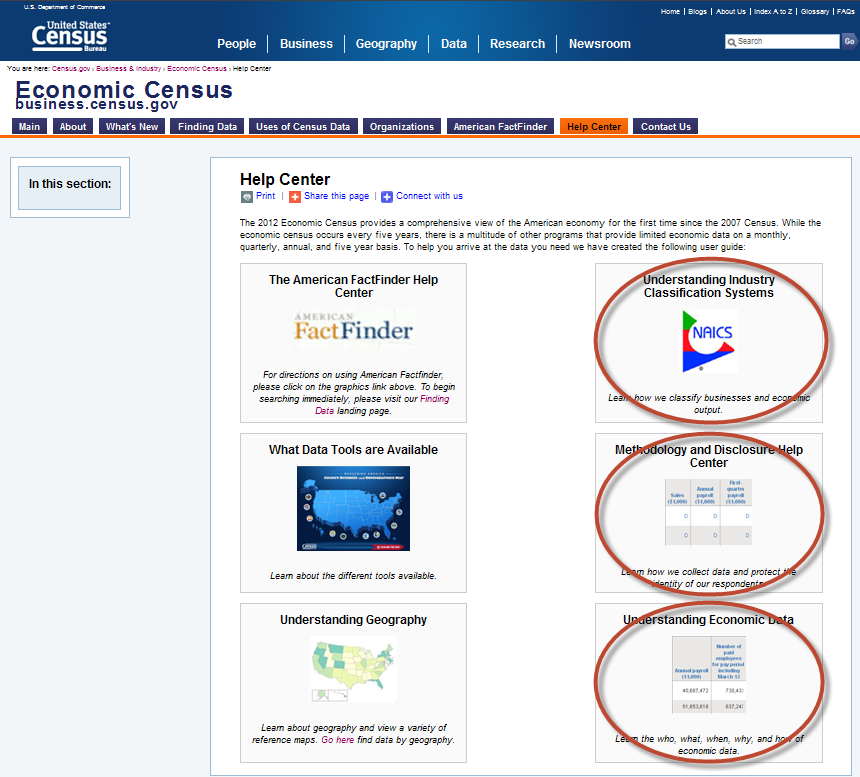 U.S. Department of Commerce
Home | Blogs | About Us | Index A to Z | Glossary | FAQs
United States™
Census
Bureau
People | Business | Geography | Data | Research | Newsroom
Search Go
You are here: Census.gov › Business & Industry › Economic Census › Help Center
Economic Census
business.census.gov
Main About What's New Finding Data Uses of Census Data Organizations American FactFinder Help Center Contact Us
In this section:
Help Center
Print | Share this page | Connect with us
The 2012 Economic Census provides a comprehensive view of the American economy for the first time since the 2007 Census. While the
economic census occurs every five years, there is a multitude of other programs that provide limited economic data on a monthly,
quarterly, annual, and five year basis. To help you arrive at the data you need we have created the following user guide:
The American FactFinder Help
Center
AMERICAN
FactFinder
For directions on using American Factfinder,
please click on the graphics link above. To begin
searching immediately, please visit our Finding
Data landing page.
Understanding Industry
Classification Systems
NAICS
Learn how we classify businesses and economic
output.
What Data Tools are Available
COUNTY BUSINESS AND DEMOGRAPHICS MAP
Learn about the different tools available.
Methodology and Disclosure Help
Center
Sales
($1,000)
Annual
payroll
($1,000)
First-
quarter
payroll
($1,000)
D D D
D D D
Learn how we collect data and protect the
identity of our respondents.
Understanding Geography
Learn about geography and view a variety of
reference maps. Go here find data by geography.
Understanding Economic Data
Annual payroll
($1,000)
Number of
paid
employees
for pay period
including
March 12
40,667,472
51,853,818
Learn the who, what, when, why, and how of
economic data.